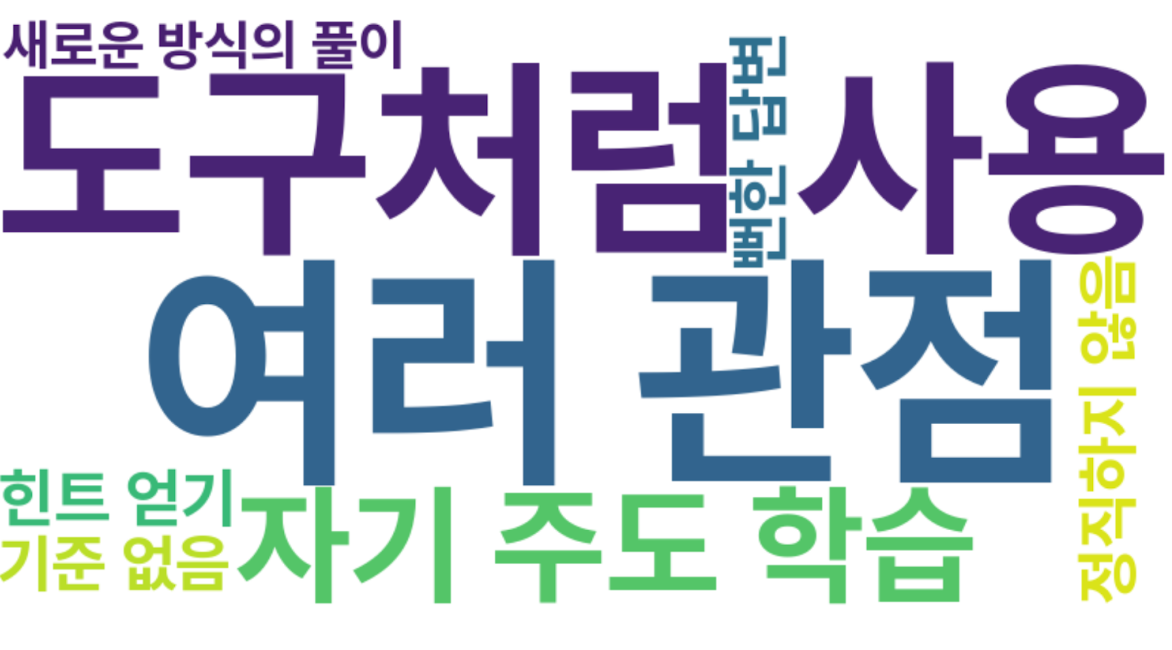 새로운 방식의 풀이
도구처럼 사용
뻔한 답변
여러 관점
정직하지 않음
힌트 얻기
자기 주도 학습
기준 없음